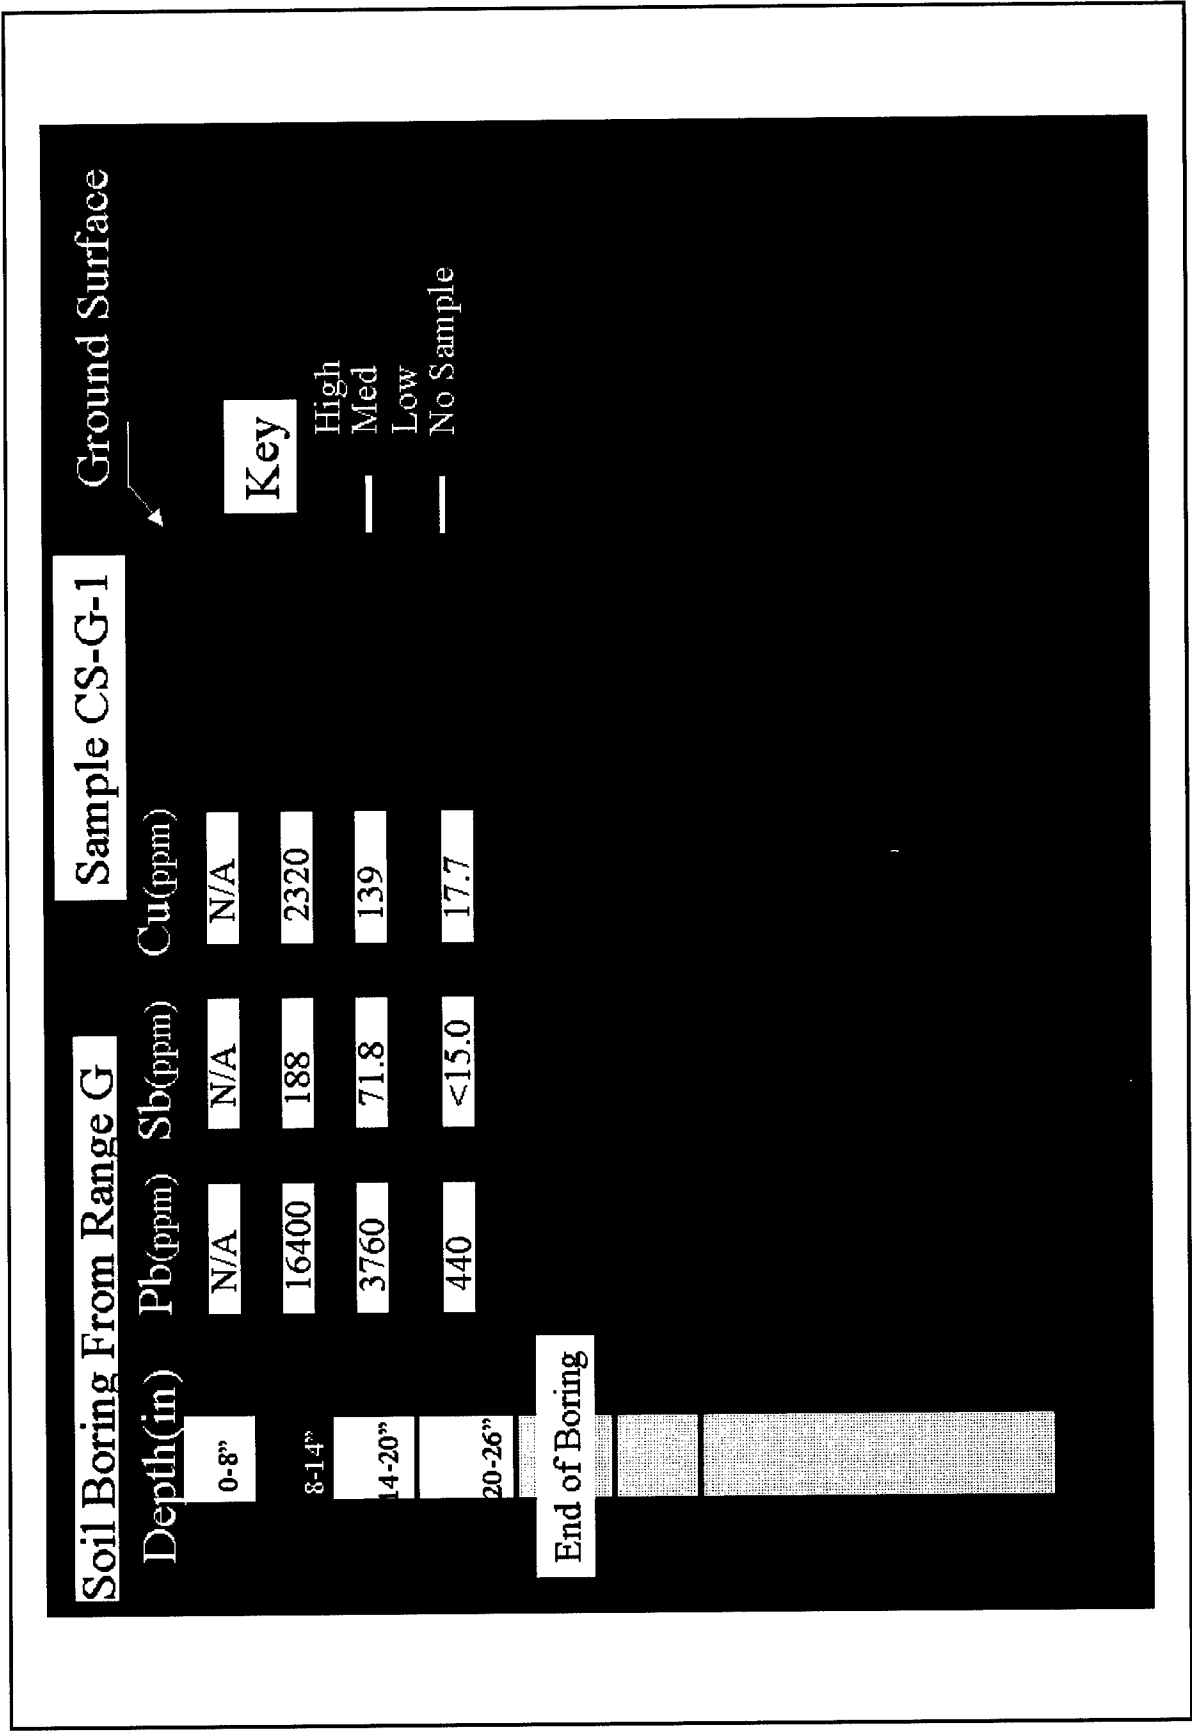 Soil Boring From Range G
Sample CS-G-1
Ground Surface
Depth(in) Pb(ppm) Sb(ppm) Cu(ppm)
0-8” N/A N/A N/A
8-14” 16400 188 2320
14-20” 3760 71.8 139
20-26” 440 <15.0 17.7
End of Boring
Key
High
Med
Low
No Sample